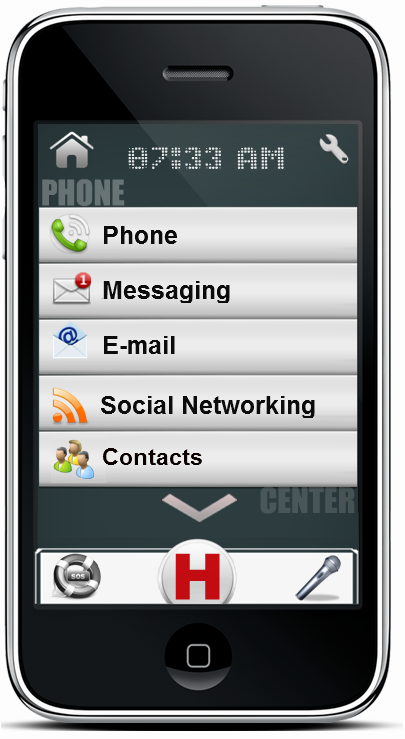 07:33 AM
PHONE
Phone
1
Messaging
@
E-mail
Social Networking
Contacts
CENTER
SOS
H